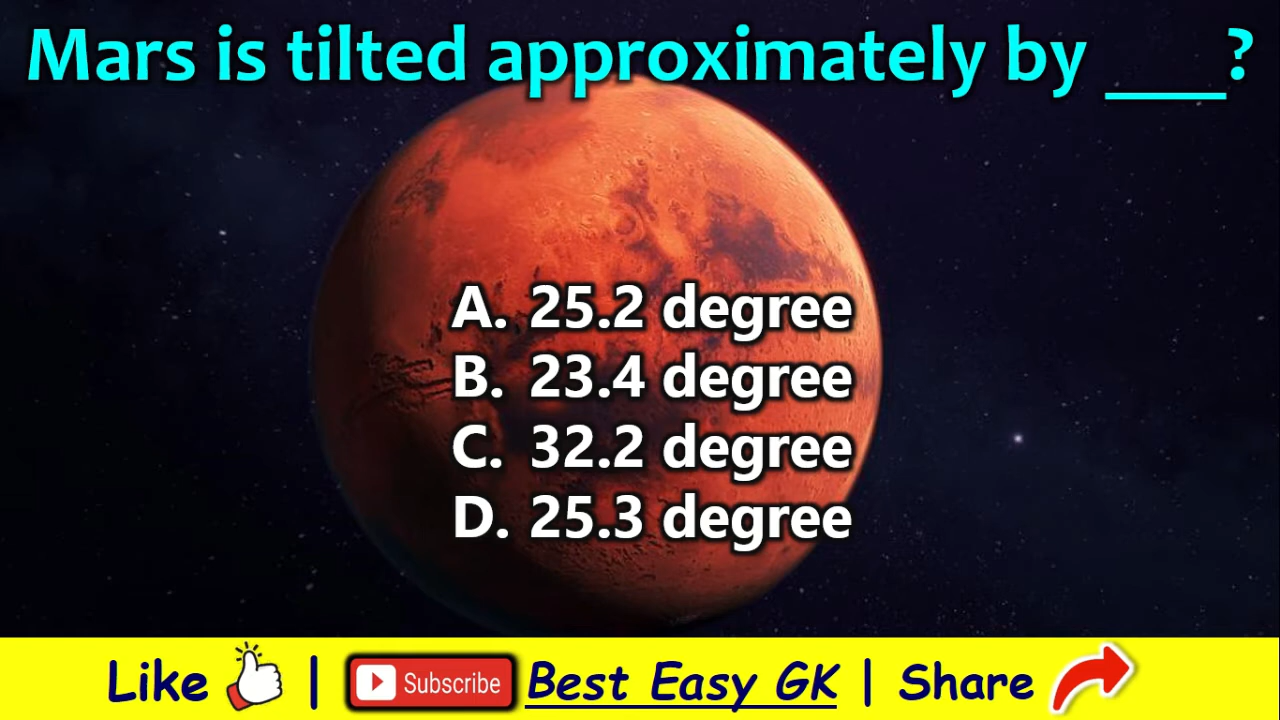 Mars is tilted approximately by ___?
A. 25.2 degree
B. 23.4 degree
C. 32.2 degree
D. 25.3 degree
Like | Subscribe Best Easy GK | Share